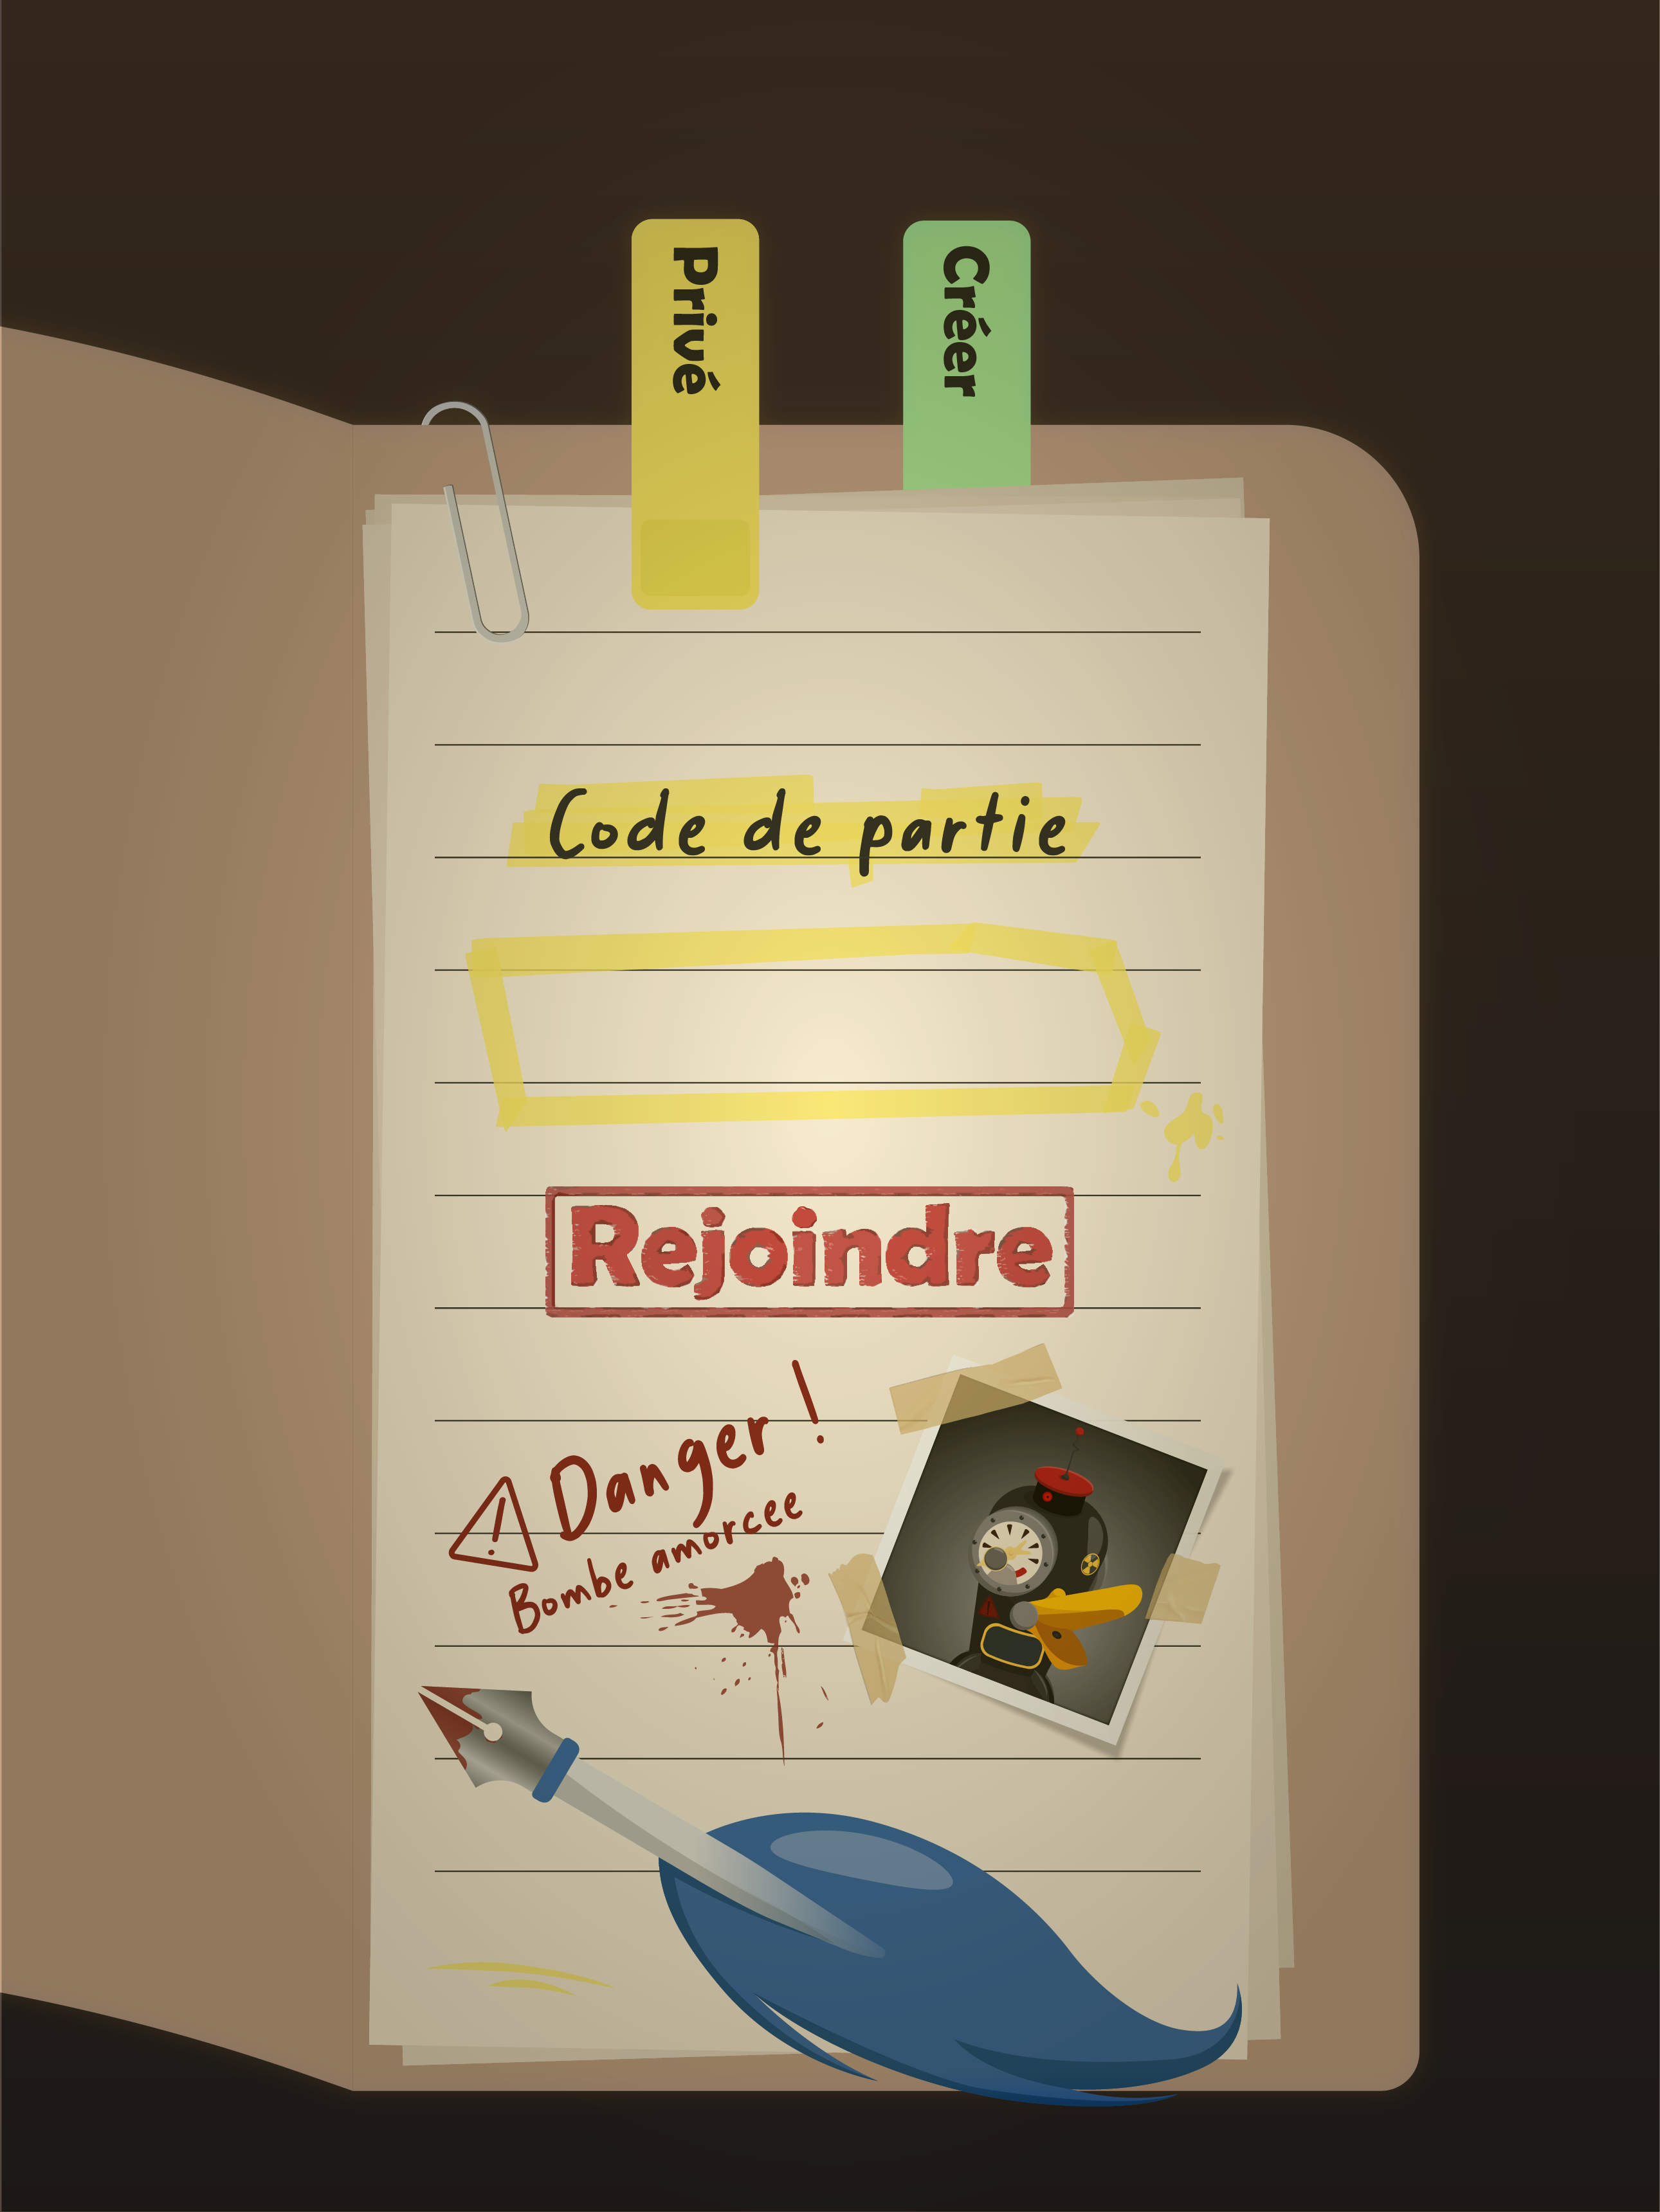 Privé
Créer
Code de partie
Rejoindre
Danger !
Bombe amorcee